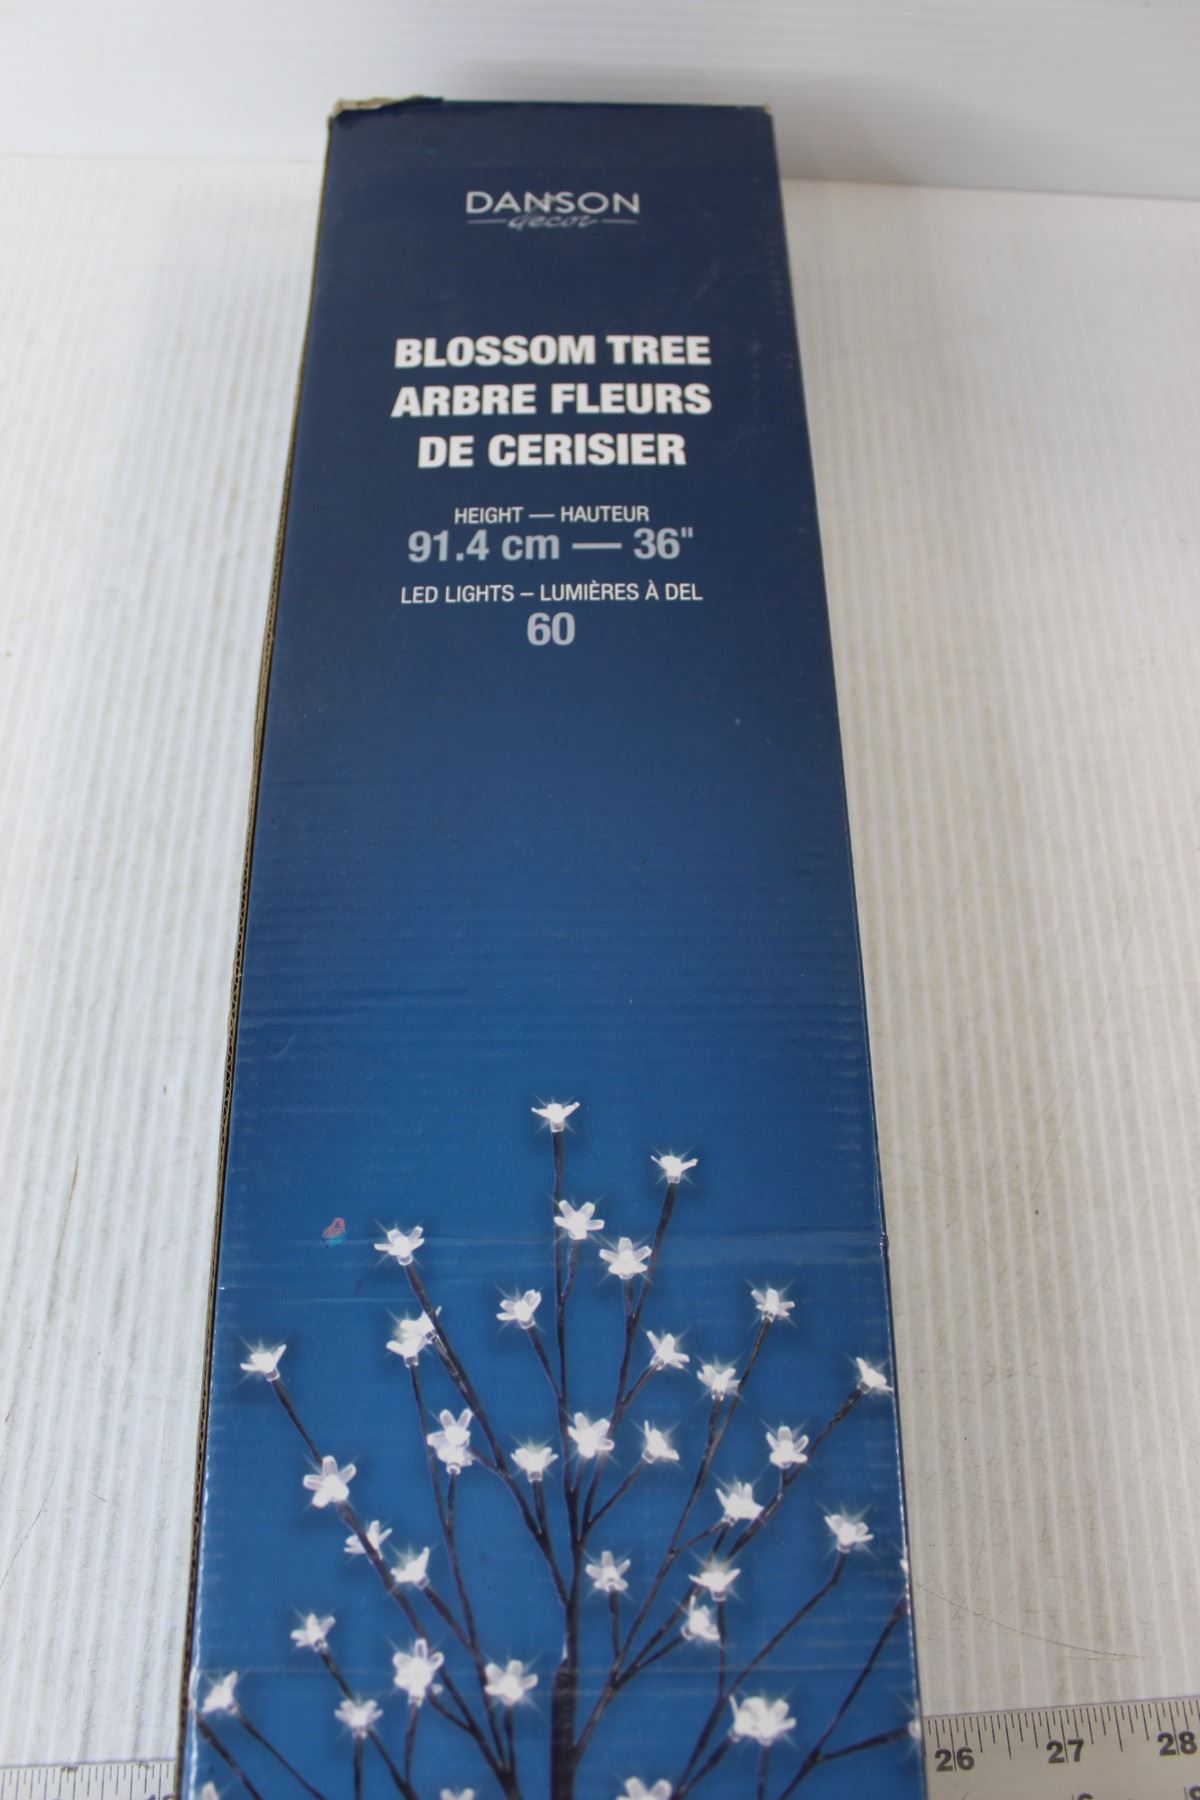 DANSON
decor
BLOSSOM TREE
ARBRE FLEURS
DE CERISIER
HEIGHT — HAUTEUR
91.4 cm — 36"
LED LIGHTS – LUMIÈRES À DEL
60
26 27 28